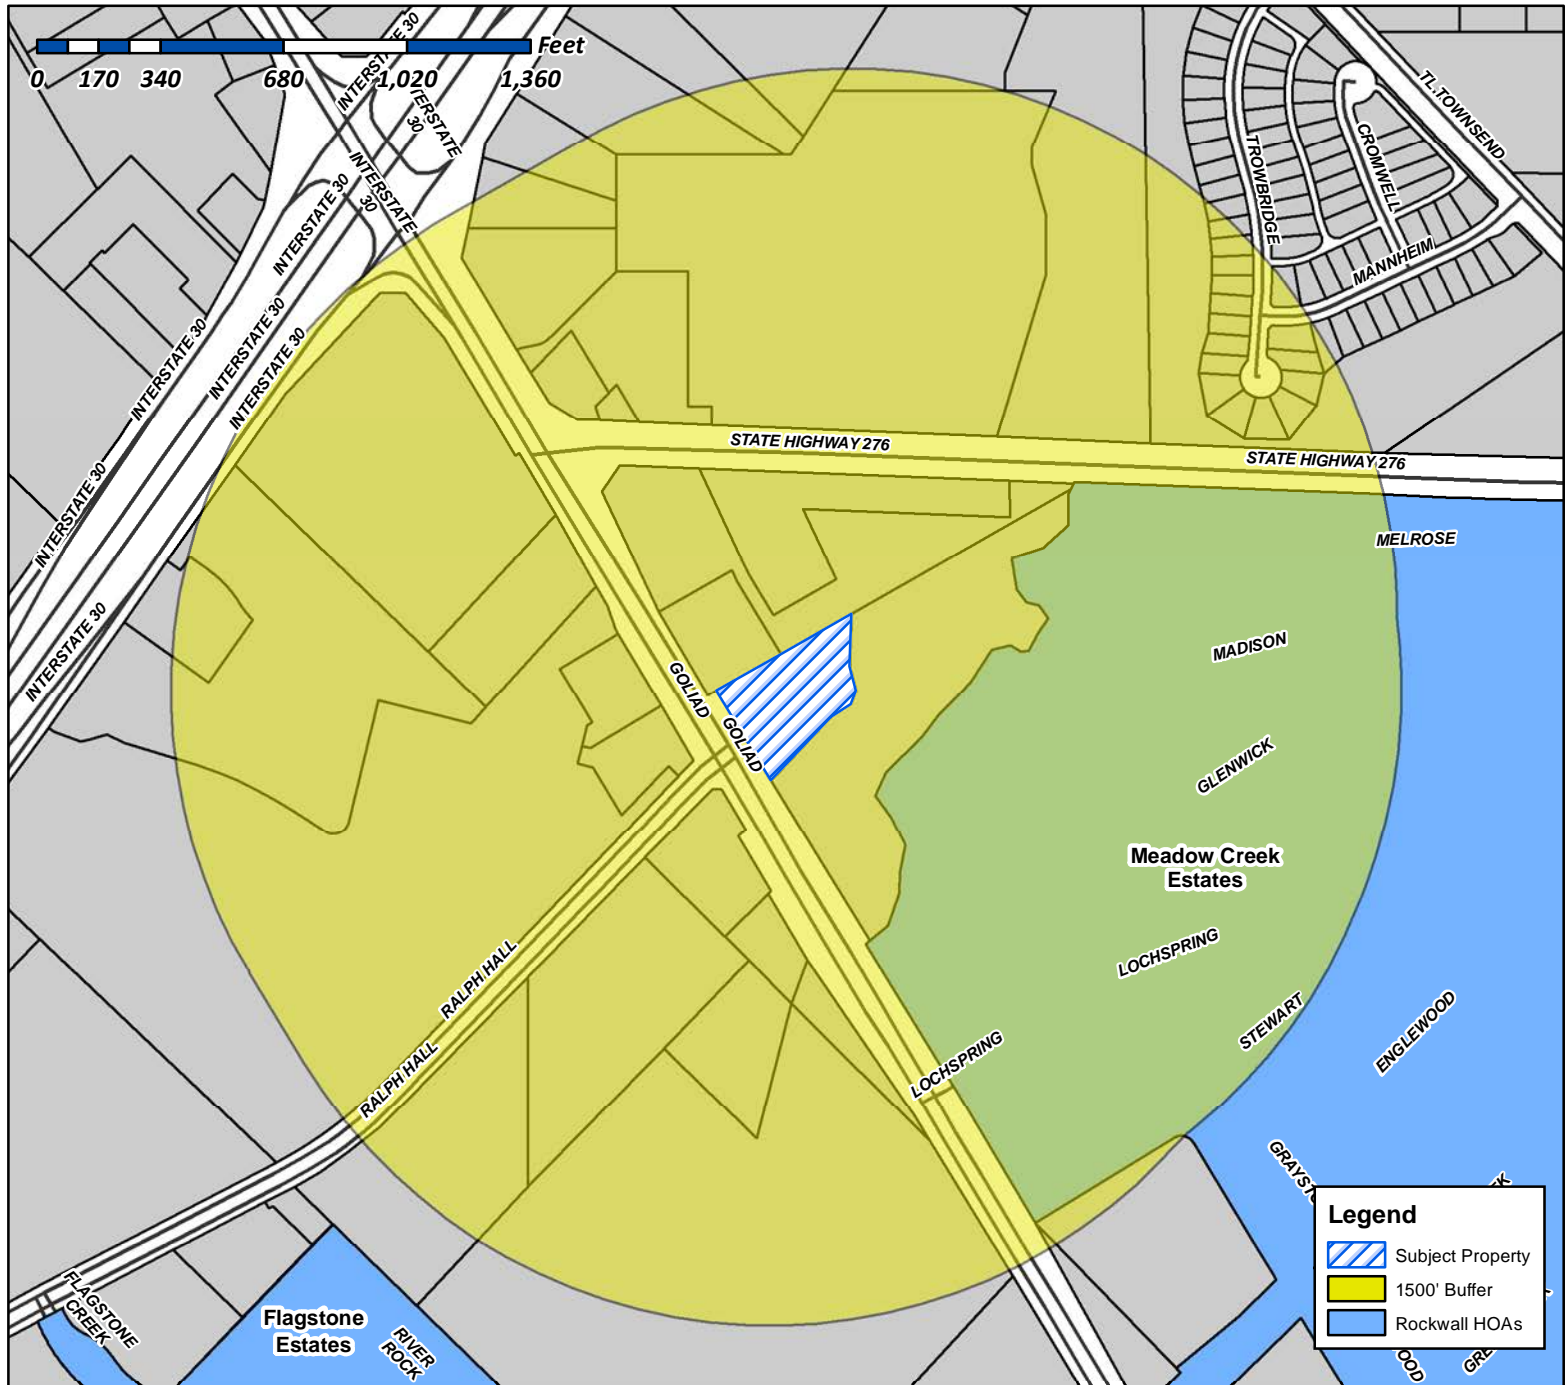 Feet
0 170 340 680 1,020 1,360
INTERSTATE 30
INTERSTATE
30
INTERSTATE
INTERSTATE 30
30
INTERSTATE 30
INTERSTATE 30
INTERSTATE 30
INTERSTATE 30
INTERSTATE 30
TL TOWNSEND
TROWBRIDGE
CROMWELL
MANNHEIM
STATE HIGHWAY 276
STATE HIGHWAY 276
MELROSE
MADISON
GOLIAD
GOLIAD
GLENWICK
Meadow Creek
Estates
LOCHSPRING
RALPH HALL
STEWART
ENGLEWOOD
LOCHSPRING
RALPH HALL
Legend
Subject Property
1500' Buffer
Rockwall HOAs
FLAGSTONE
CREEK
Flagstone
Estates
RIVER
ROCK